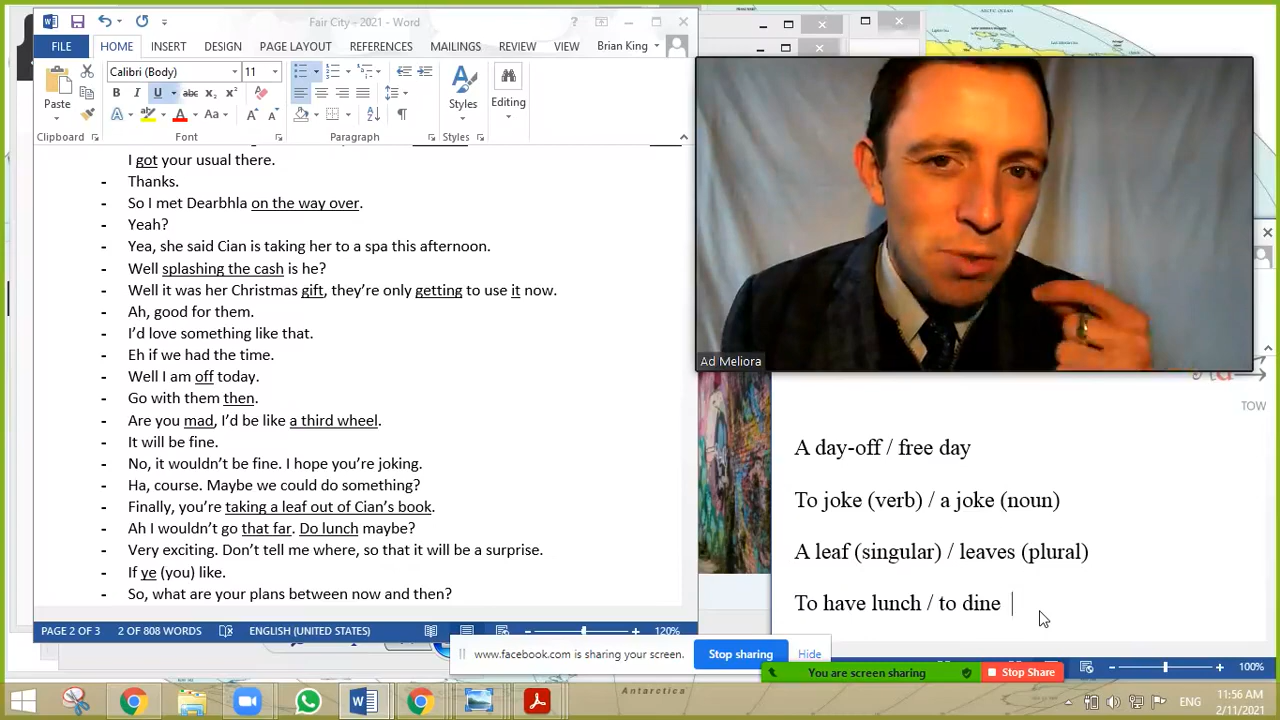 Fair City - 2021 - Word
FILE
HOME
INSERT
DESIGN
PAGE LAYOUT
REFERENCES
MAILINGS
REVIEW
VIEW
Brian King
Calibri (Body)
11
Paste
Styles
Editing
Clipboard
Font
Paragraph
Styles
I got your usual there.
- Thanks.
- So I met Dearbhla on the way over.
- Yeah?
- Yea, she said Cian is taking her to a spa this afternoon.
- Well splashing the cash is he?
- Well it was her Christmas gift, they're only getting to use it now.
- Ah, good for them.
- I'd love something like that.
- Eh if we had the time.
- Well I am off today.
- Go with them then.
- Are you mad, I'd be like a third wheel.
- It will be fine.
- No, it wouldn't be fine. I hope you're joking.
- Ha, course. Maybe we could do something?
- Finally, you're taking a leaf out of Cian's book.
- Ah I wouldn't go that far. Do lunch maybe?
- Very exciting. Don't tell me where, so that it will be a surprise.
- If ye (you) like.
- So, what are your plans between now and then?
PAGE 2 OF 3
2 OF 808 WORDS
ENGLISH (UNITED STATES)
120%
Ad Meliora
TOW
A day-off / free day
To joke (verb) / a joke (noun)
A leaf (singular) / leaves (plural)
To have lunch / to dine
100%
www.facebook.com is sharing your screen.
Stop sharing
Hide
You are screen sharing
Stop Share
Antarctica
ENG
11:56 AM
2/11/2021